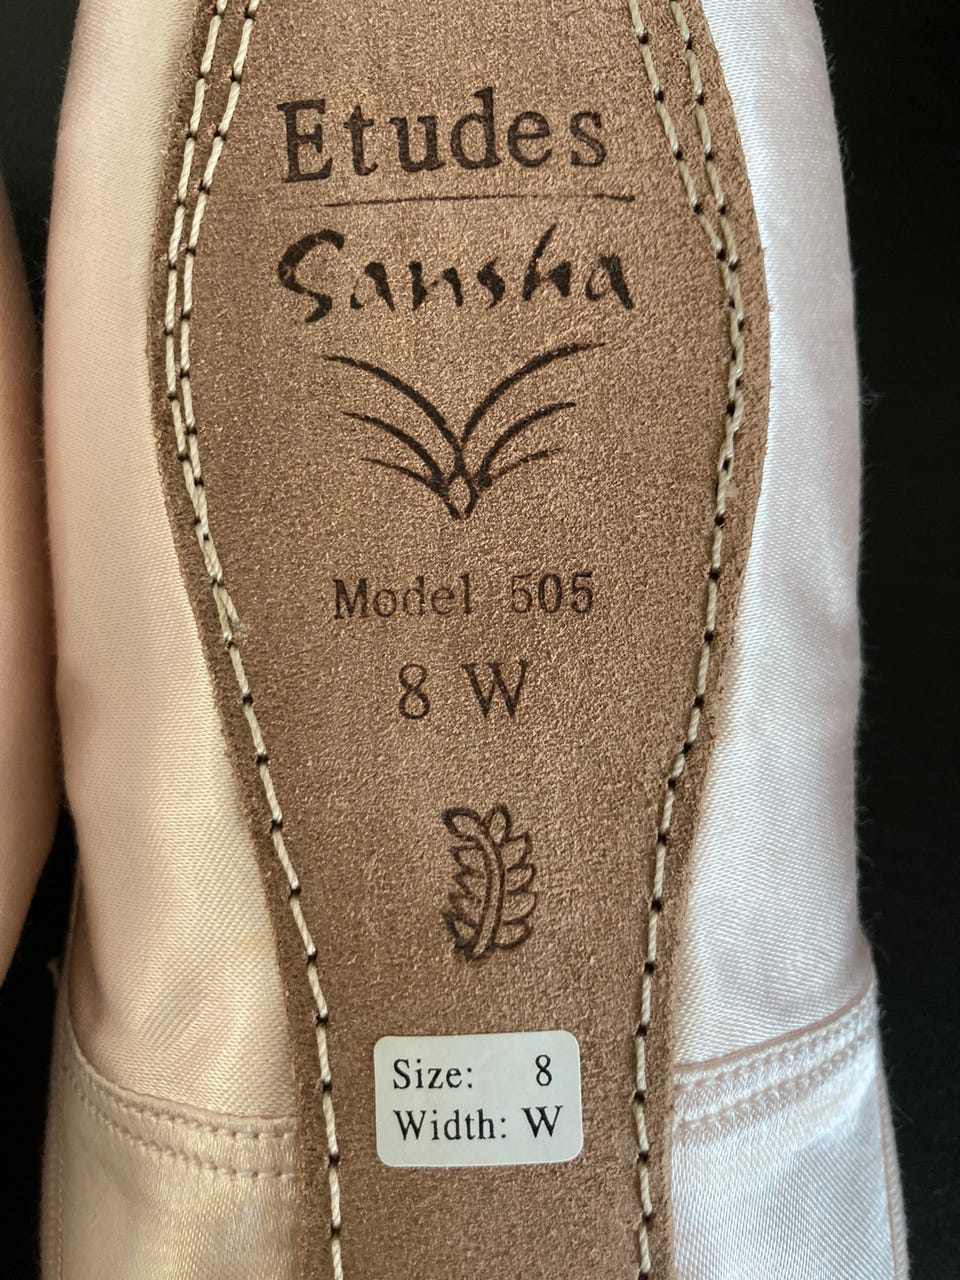 Etudes
Sansha
Model 505
8 W
Size: 8
Width: W